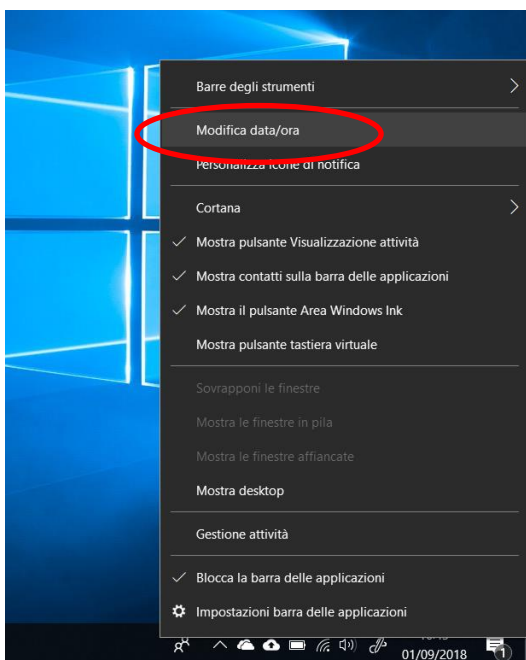 Barre degli strumenti
Modifica data/ora
Personalizza icone di notifica
Cortana
Mostra pulsante Visualizzazione attività
Mostra contatti sulla barra delle applicazioni
Mostra il pulsante Area Windows Ink
Mostra pulsante tastiera virtuale
Sovrapponi le finestre
Mostra le finestre in pila
Mostra le finestre affiancate
Mostra desktop
Gestione attività
Blocca la barra delle applicazioni
Impostazioni barra delle applicazioni
01/09/2018
1